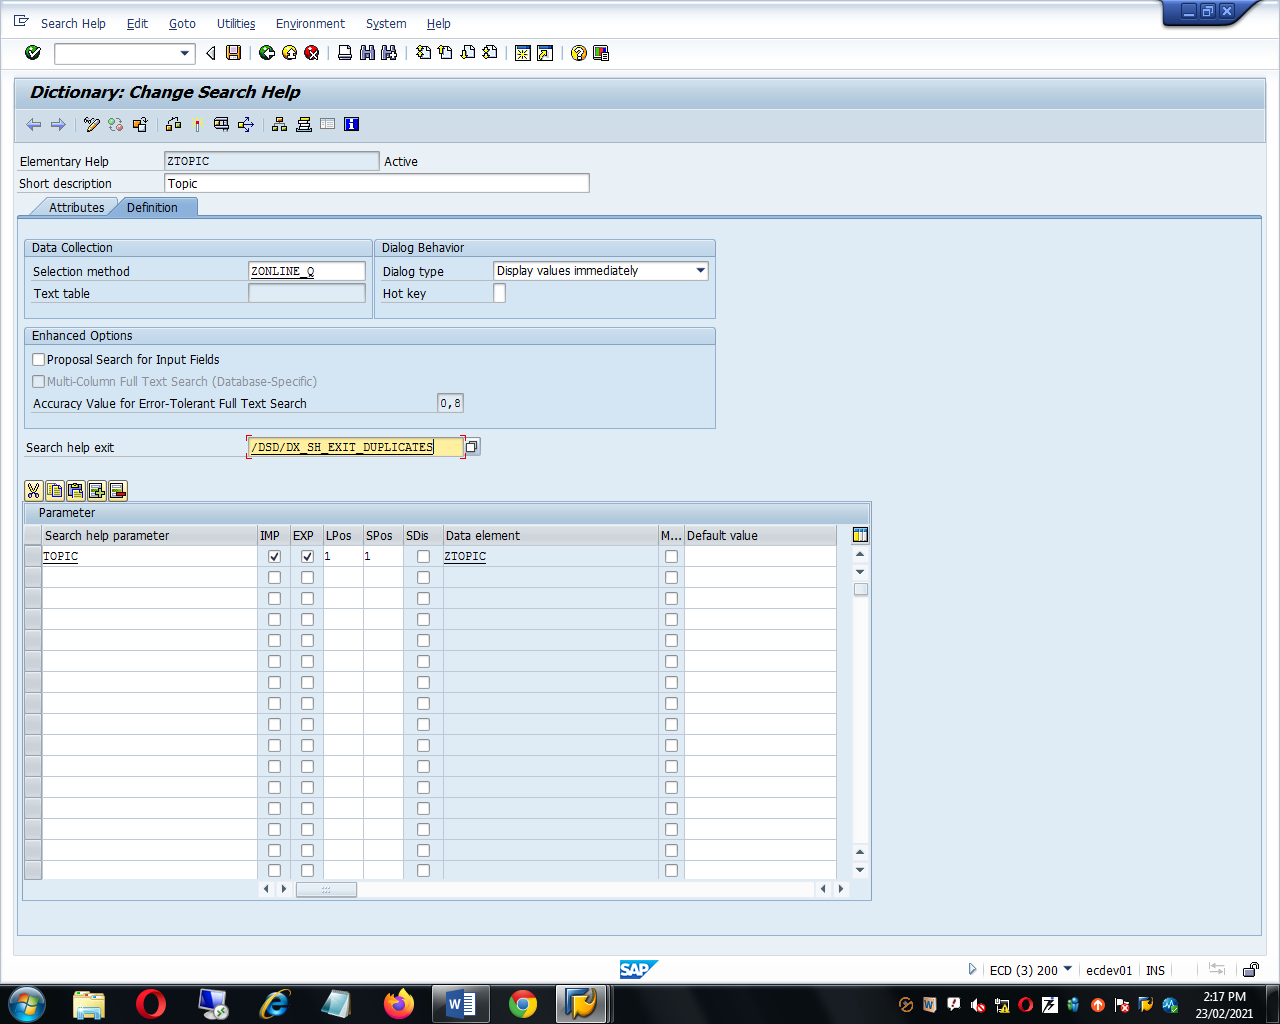 Search Help Edit Goto Utilities Environment System Help
Dictionary: Change Search Help
Elementary Help ZTOPIC Active
Short description Topic
Attributes Definition
Data Collection Dialog Behavior
Selection method ZONLINE_Q Dialog type Display values immediately
Text table Hot key
Enhanced Options
Proposal Search for Input Fields
Multi-Column Full Text Search (Database-Specific)
Accuracy Value for Error-Tolerant Full Text Search 0,8
Search help exit /DSD/DX_SH_EXIT_DUPLICATES
Parameter
Search help parameter IMP EXP LPos SPos SDis Data element M... Default value
TOPIC 1 1 ZTOPIC
SAP ECD (3) 200 ecdev01 INS
2:17 PM
23/02/2021